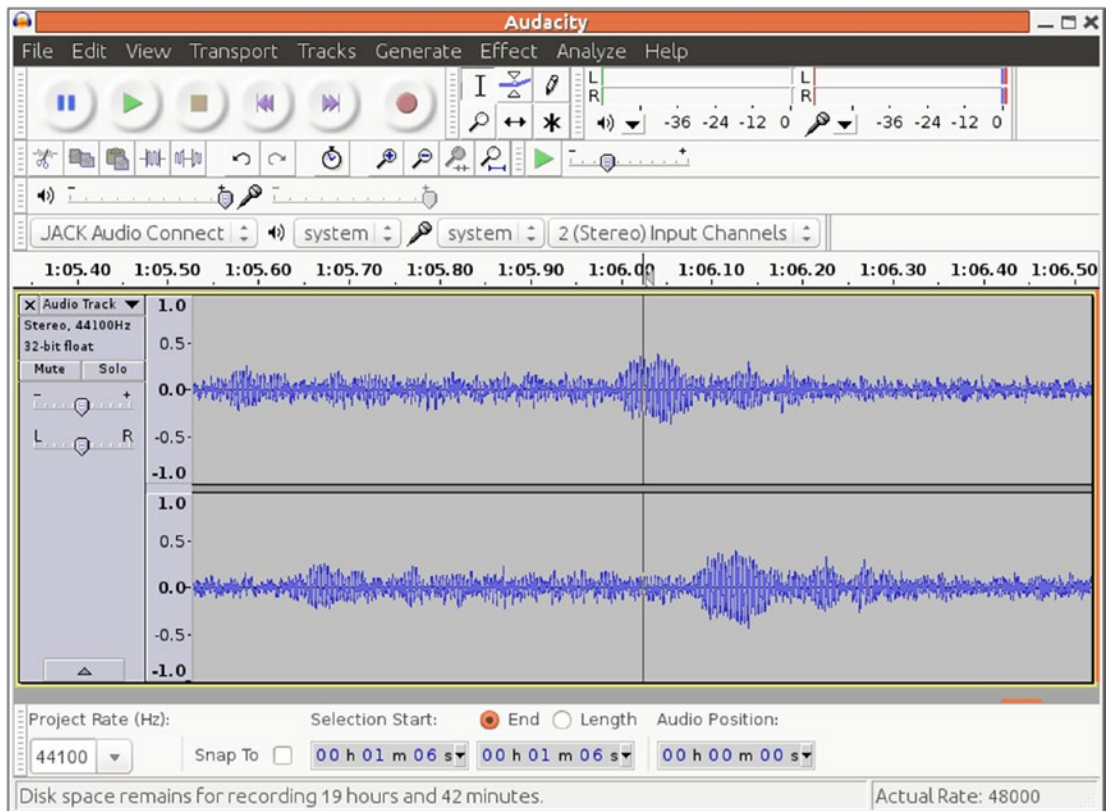 Audacity
File Edit View Transport Tracks Generate Effect Analyze Help
L L
R R
-36 -24 -12 0 -36 -24 -12 0
JACK Audio Connect system system 2 (Stereo) Input Channels
1:05.40 1:05.50 1:05.60 1:05.70 1:05.80 1:05.90 1:06.00 1:06.10 1:06.20 1:06.30 1:06.40 1:06.50
X Audio Track
Stereo, 44100Hz
32-bit float
Mute Solo
- +
L R
1.0
0.5
0.0
-0.5
-1.0
1.0
0.5
0.0
-0.5
-1.0
Project Rate (Hz): Selection Start: End Length Audio Position:
44100 Snap To 00 h 01 m 06 s 00 h 01 m 06 s 00 h 00 m 00 s
Disk space remains for recording 19 hours and 42 minutes. Actual Rate: 48000